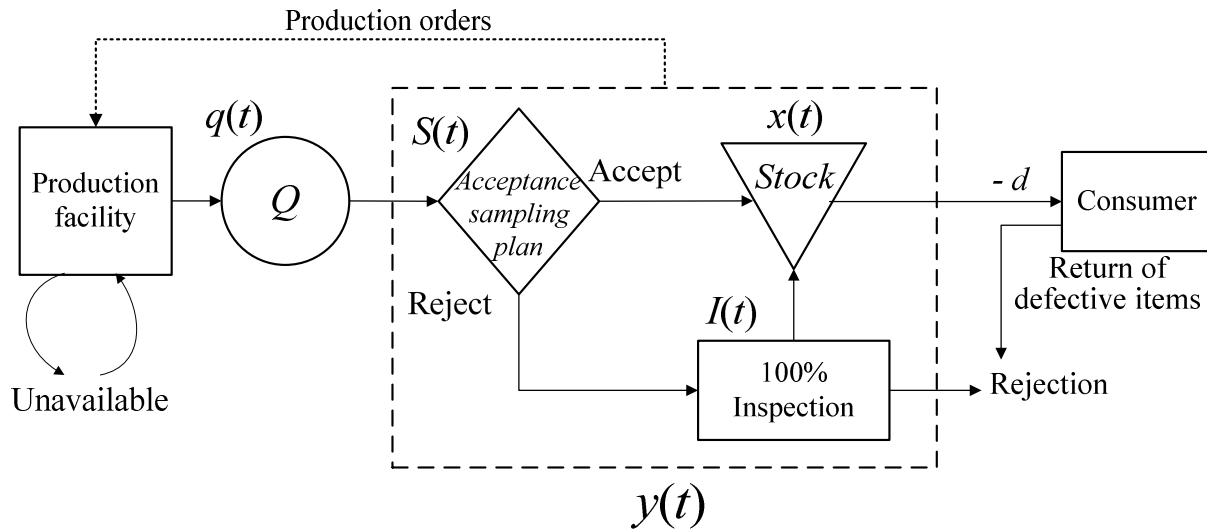 Production orders
q(t)
S(t)
x(t)
Production
facility
Q
Acceptance
sampling
plan
Accept
Stock
- d
Consumer
Return of
defective items
Reject
I(t)
100%
Inspection
Rejection
Unavailable
y(t)